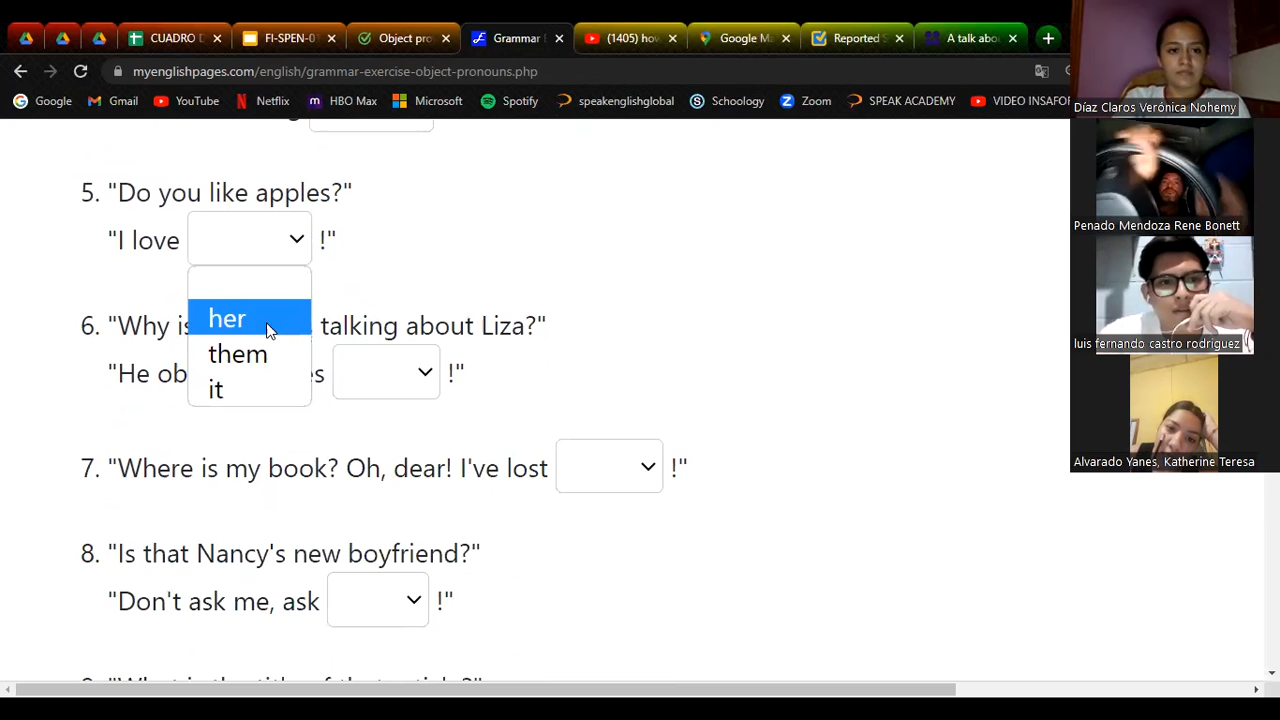 CUADRO D
FI-SPEN-01
Object pro
Grammar
(1405) how
Google Ma
Reported S
A talk abou
myenglishpages.com/english/grammar-exercise-object-pronouns.php
Google
Gmail
YouTube
Netflix
HBO Max
Microsoft
Spotify
speakenglishglobal
Schoology
Zoom
SPEAK ACADEMY
VIDEO INSAFOR
Díaz Claros Verónica Nohemy
Penado Mendoza Rene Bonett
luis fernando castro rodriguez
Alvarado Yanes, Katherine Teresa
5. "Do you like apples?"
"I love !"
her
them
it
6. "Why is talking about Liza?"
"He ob es !"
7. "Where is my book? Oh, dear! I've lost !"
8. "Is that Nancy's new boyfriend?"
"Don't ask me, ask !"